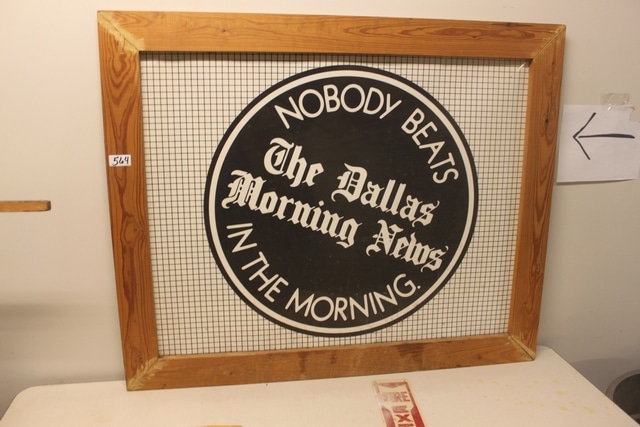 NOBODY BEATS
The Dallas
Morning News
IN THE MORNING.
564